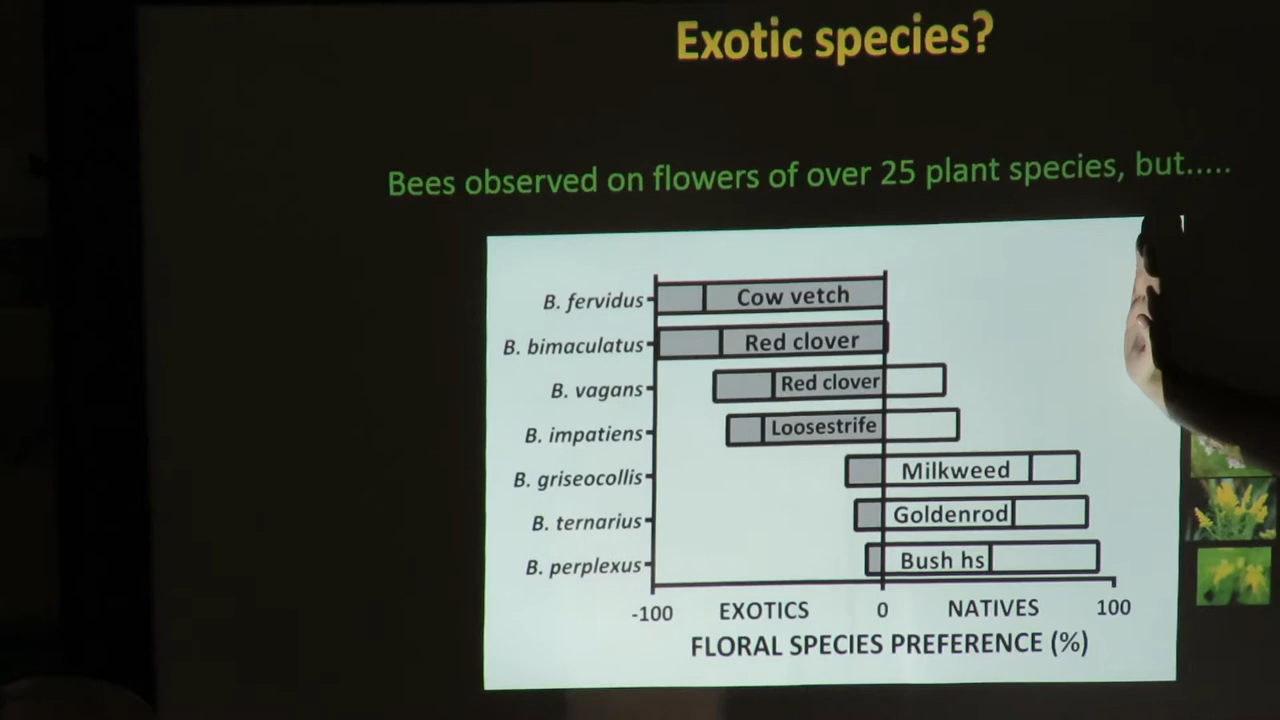 Exotic species?
Bees observed on flowers of over 25 plant species, but.....
B. fervidus
Cow vetch
B. bimaculatus
Red clover
B. vagans
Red clover
B. impatiens
Loosestrife
B. griseocollis
Milkweed
B. ternarius
Goldenrod
B. perplexus
Bush hs
-100 EXOTICS 0 NATIVES 100
FLORAL SPECIES PREFERENCE (%)